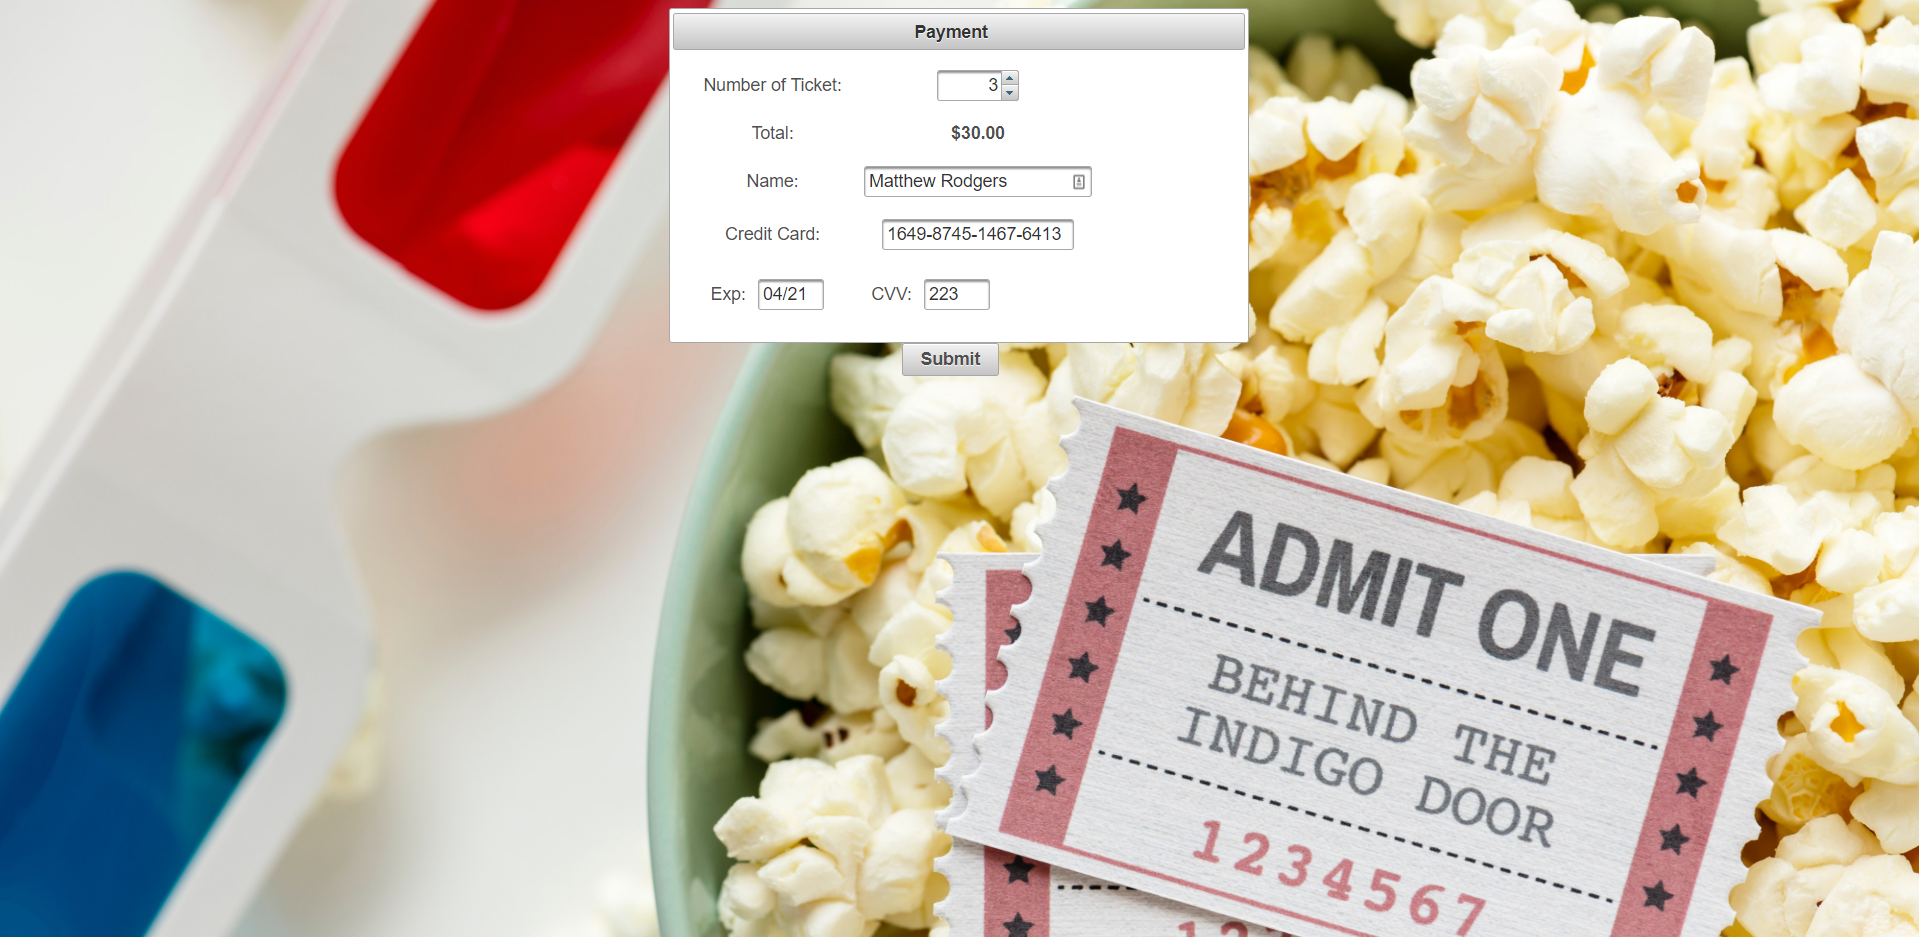 Payment
Number of Ticket: 3
Total: $30.00
Name: Matthew Rodgers
Credit Card: 1649-8745-1467-6413
Exp: 04/21 CVV: 223
Submit
ADMIT ONE
BEHIND THE
INDIGO DOOR
1234567